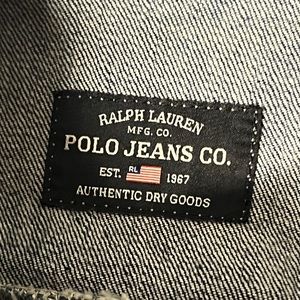 RALPH LAUREN
MFG. CO.
POLO JEANS CO.
EST. RL 1967
AUTHENTIC DRY GOODS